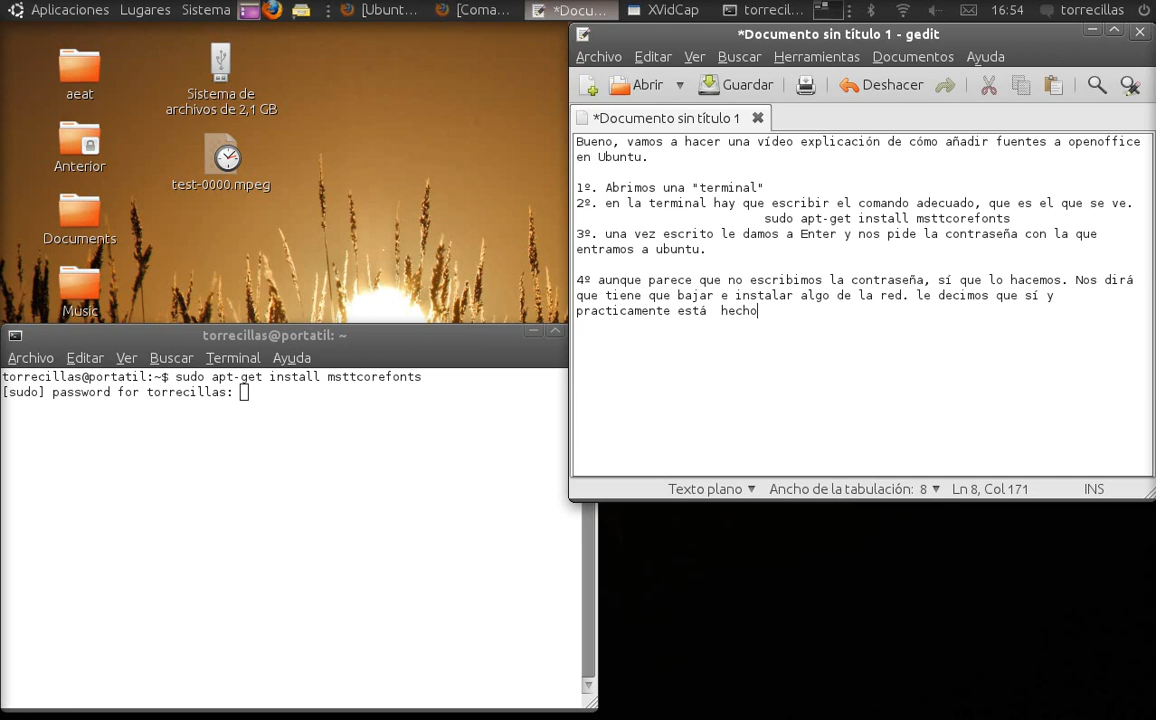 Aplicaciones Lugares Sistema [Ubunt... [Coma... *Docu... XVidCap torrecil... 16:54 torrecillas
aeat
Sistema de
archivos de 2,1 GB
Anterior
test-0000.mpeg
Documents
Music
*Documento sin título 1 - gedit
Archivo Editar Ver Buscar Herramientas Documentos Ayuda
Abrir Guardar Deshacer
*Documento sin título 1
Bueno, vamos a hacer una vídeo explicación de cómo añadir fuentes a openoffice
en Ubuntu.
1º. Abrimos una "terminal"
2º. en la terminal hay que escribir el comando adecuado, que es el que se ve.
sudo apt-get install msttcorefonts
3º. una vez escrito le damos a Enter y nos pide la contraseña con la que
entramos a ubuntu.
4º aunque parece que no escribimos la contraseña, sí que lo hacemos. Nos dirá
que tiene que bajar e instalar algo de la red. le decimos que sí y
practicamente está  hecho
Texto plano Ancho de la tabulación: 8 Ln 8, Col 171 INS
torrecillas@portatil: ~
Archivo Editar Ver Buscar Terminal Ayuda
torrecillas@portatil:~$ sudo apt-get install msttcorefonts
[sudo] password for torrecillas: